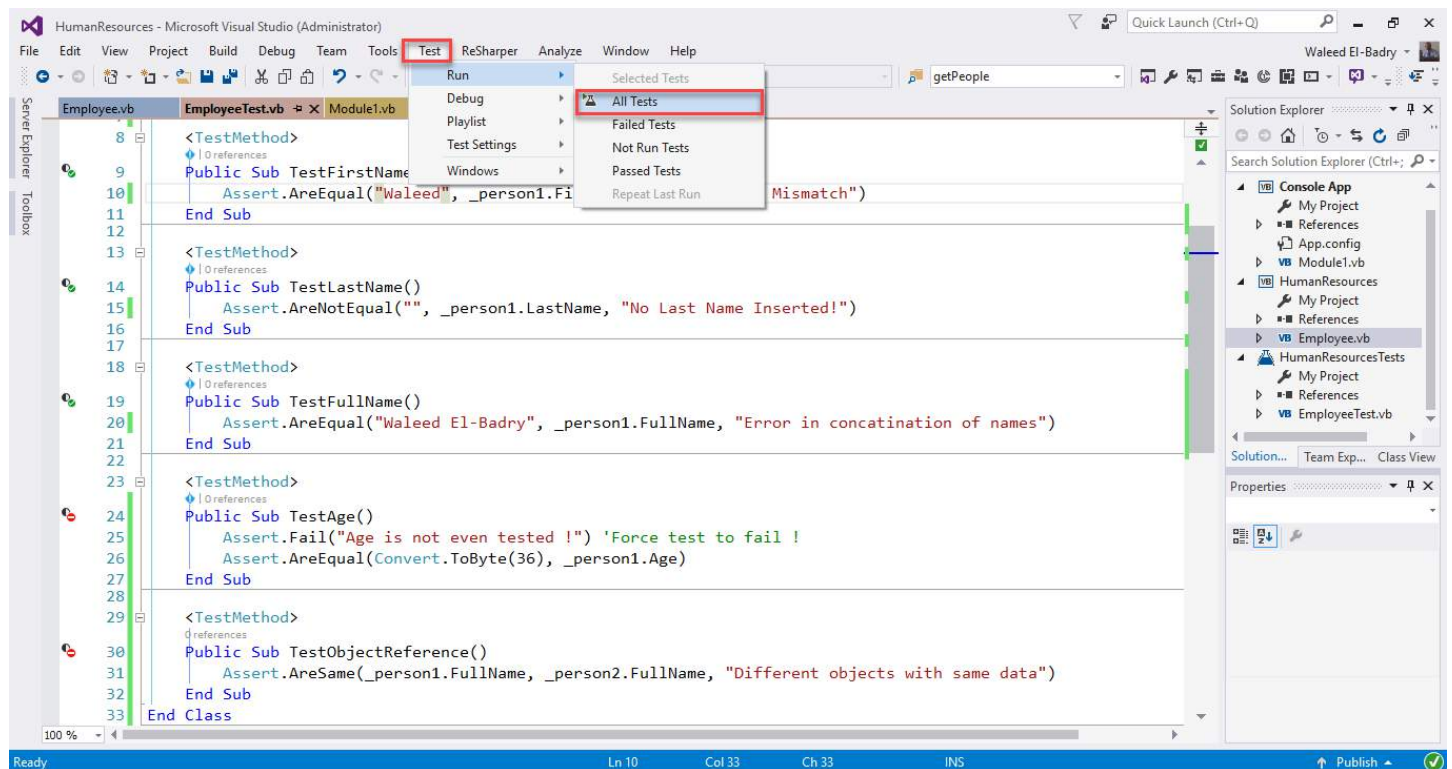 HumanResources - Microsoft Visual Studio (Administrator)
Quick Launch (Ctrl+Q)
File Edit View Project Build Debug Team Tools Test ReSharper Analyze Window Help
Waleed El-Badry
getPeople
Run
Debug
Playlist
Test Settings
Windows
Selected Tests
All Tests
Failed Tests
Not Run Tests
Passed Tests
Repeat Last Run
Server Explorer
Toolbox
Employee.vb EmployeeTest.vb Module1.vb
8 <TestMethod>
0 references
9 Public Sub TestFirstName
10 Assert.AreEqual("Waleed", _person1.Fi Mismatch")
11 End Sub
12
13 <TestMethod>
0 references
14 Public Sub TestLastName()
15 Assert.AreNotEqual("", _person1.LastName, "No Last Name Inserted!")
16 End Sub
17
18 <TestMethod>
0 references
19 Public Sub TestFullName()
20 Assert.AreEqual("Waleed El-Badry", _person1.FullName, "Error in concatination of names")
21 End Sub
22
23 <TestMethod>
0 references
24 Public Sub TestAge()
25 Assert.Fail("Age is not even tested !") 'Force test to fail !
26 Assert.AreEqual(Convert.ToByte(36), _person1.Age)
27 End Sub
28
29 <TestMethod>
0 references
30 Public Sub TestObjectReference()
31 Assert.AreSame(_person1.FullName, _person2.FullName, "Different objects with same data")
32 End Sub
33 End Class
100 %
Solution Explorer
Search Solution Explorer (Ctrl+;
VB Console App
My Project
References
App.config
VB Module1.vb
VB HumanResources
My Project
References
VB Employee.vb
HumanResourcesTests
My Project
References
VB EmployeeTest.vb
Solution... Team Exp... Class View
Properties
Ready Ln 10 Col 33 Ch 33 INS Publish